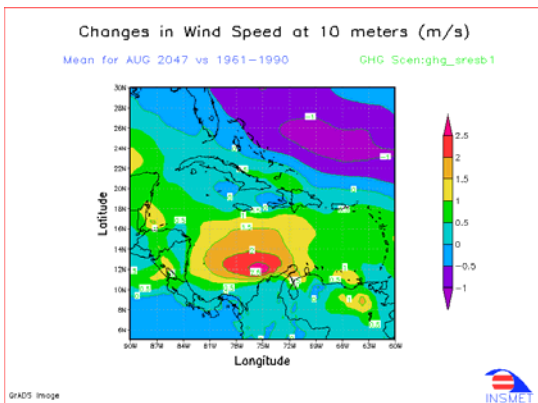 Changes in Wind Speed at 10 meters (m/s)
Mean for AUG 2047 vs 1961-1990
GHG Scen:ghg_sresb1
30N
28N
26N
24N
22N
20N
18N
16N
14N
12N
10N
8N
6N
Latitude
90W 87W 84W 81W 78W 75W 72W 69W 66W 63W 60W
Longitude
2.5
2
1.5
1
0.5
0
-0.5
-1
GrADS Image
INSMET